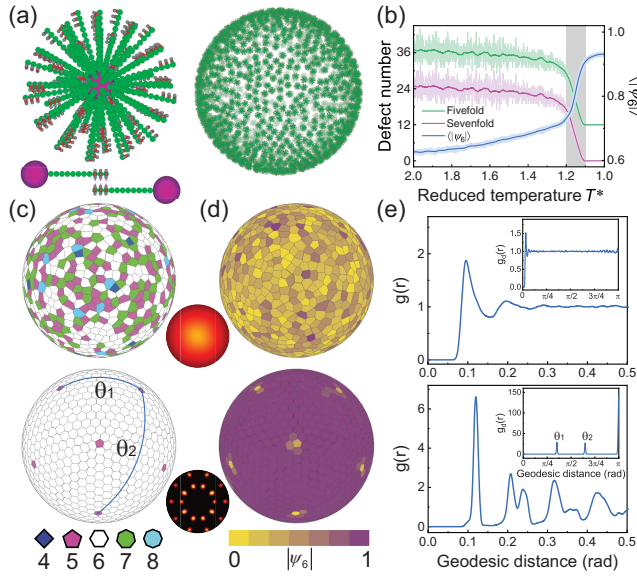 (a)
(b)
Defect number
36
24
12
0
Fivefold
Sevenfold
⟨|ψ6|⟩
1.0
0.9
0.8
0.7
0.6
⟨|ψ6|⟩
2.0 1.8 1.6 1.4 1.2 1.0
Reduced temperature T*
(c)
(d)
(e)
g(r)
2
1
0
gd(r)
1.5
1.0
0.5
0.0
0 π/4 π/2 3π/4 π
0.0 0.1 0.2 0.3 0.4 0.5
θ1
θ2
g(r)
6
4
2
0
gd(r)
150
100
50
0
θ1 θ2
0 π/4 π/2 3π/4 π
Geodesic distance (rad)
0.0 0.1 0.2 0.3 0.4 0.5
Geodesic distance (rad)
4 5 6 7 8
0 |ψ6| 1